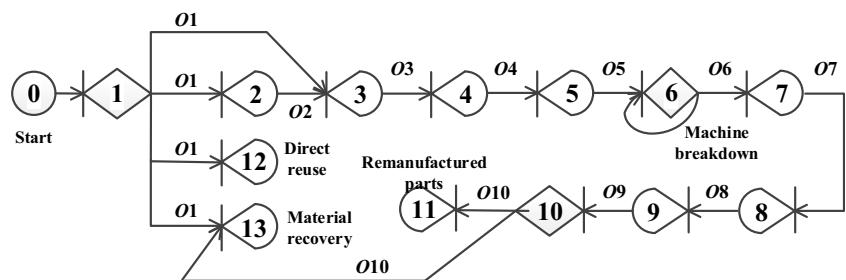 O1
O1
O2
O3
O4
O5
O6
O7
0
1
2
3
4
5
6
7
Start
Machine
breakdown
O1
12
Direct
reuse
Remanufactured
parts
O1
13
Material
recovery
11
O10
10
O9
9
O8
8
O10